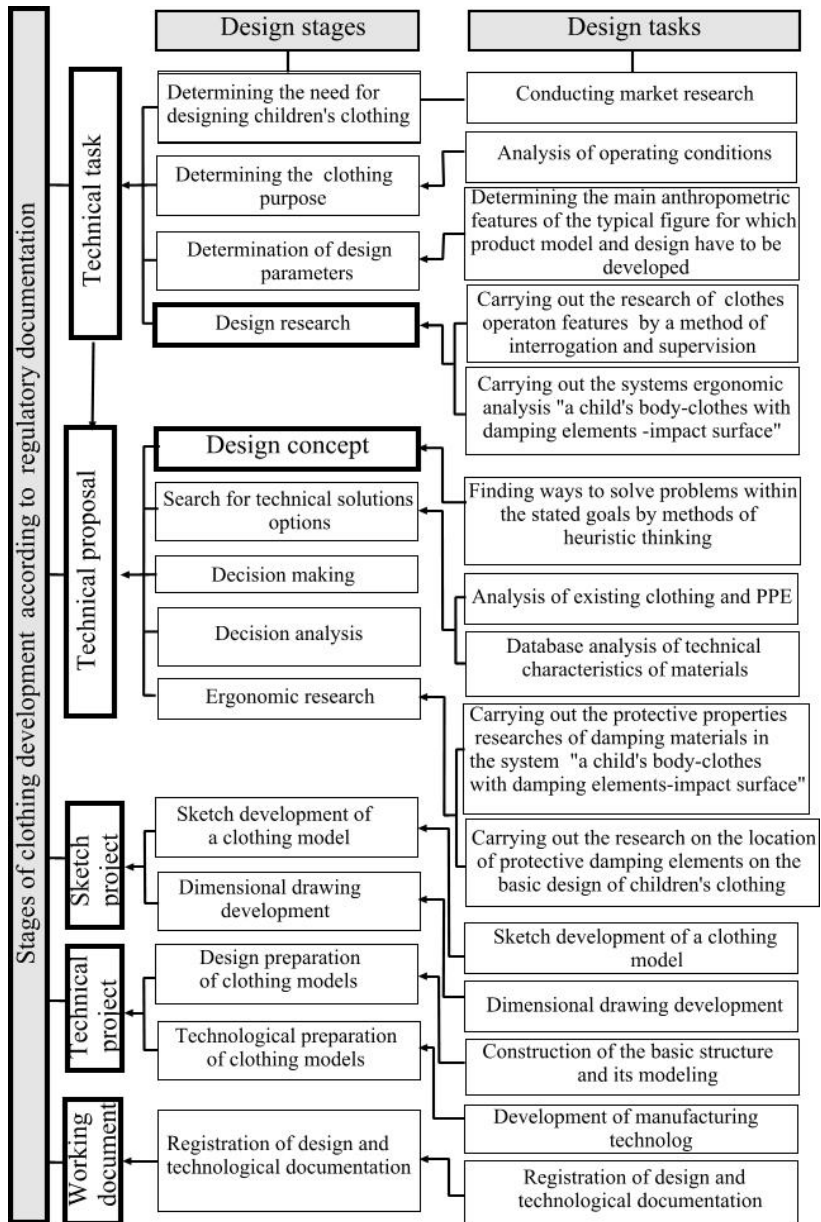 Stages of clothing development according to regulatory documentation
Design stages
Design tasks
Technical task
Determining the need for
designing children's clothing
Conducting market research
Determining the clothing
purpose
Analysis of operating conditions
Determination of design
parameters
Determining the main anthropometric
features of the typical figure for which
product model and design have to be
developed
Design research
Carrying out the research of clothes
operaton features by a method of
interrogation and supervision
Carrying out the systems ergonomic
analysis "a child's body-clothes with
damping elements -impact surface"
Technical proposal
Design concept
Finding ways to solve problems within
the stated goals by methods of
heuristic thinking
Search for technical solutions
options
Analysis of existing clothing and PPE
Database analysis of technical
characteristics of materials
Decision making
Decision analysis
Ergonomic research
Carrying out the protective properties
researches of damping materials in
the system "a child's body-clothes
with damping elements-impact surface"
Carrying out the research on the location
of protective damping elements on the
basic design of children's clothing
Sketch
project
Sketch development of
a clothing model
Dimensional drawing
development
Sketch development of a clothing
model
Dimensional drawing development
Technical
project
Design preparation
of clothing models
Technological preparation
of clothing models
Construction of the basic structure
and its modeling
Development of manufacturing
technolog
Working
document
Registration of design and
technological documentation
Registration of design and
technological documentation